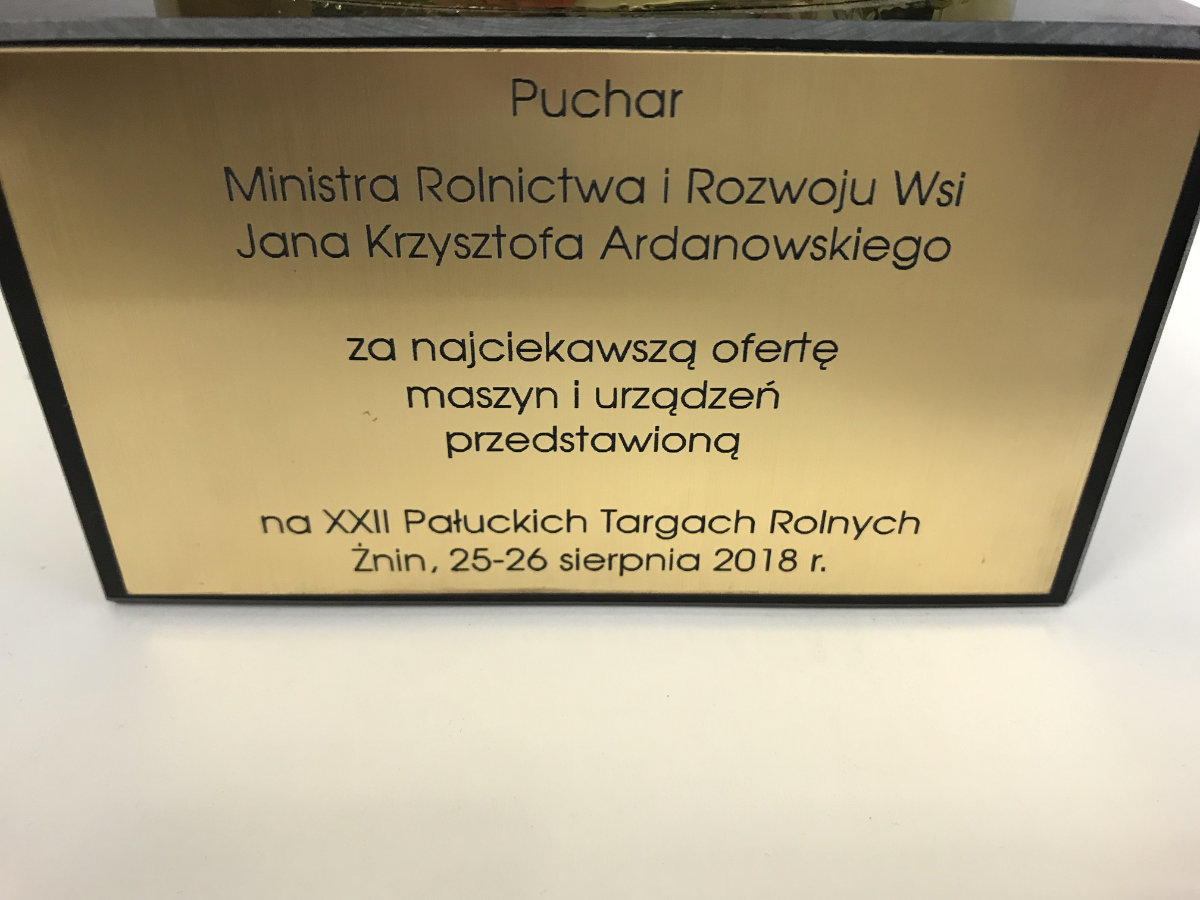 Puchar
Ministra Rolnictwa i Rozwoju Wsi
Jana Krzysztofa Ardanowskiego
za najciekawszą ofertę
maszyn i urządzeń
przedstawioną
na XXII Pałuckich Targach Rolnych
Żnin, 25-26 sierpnia 2018 r.